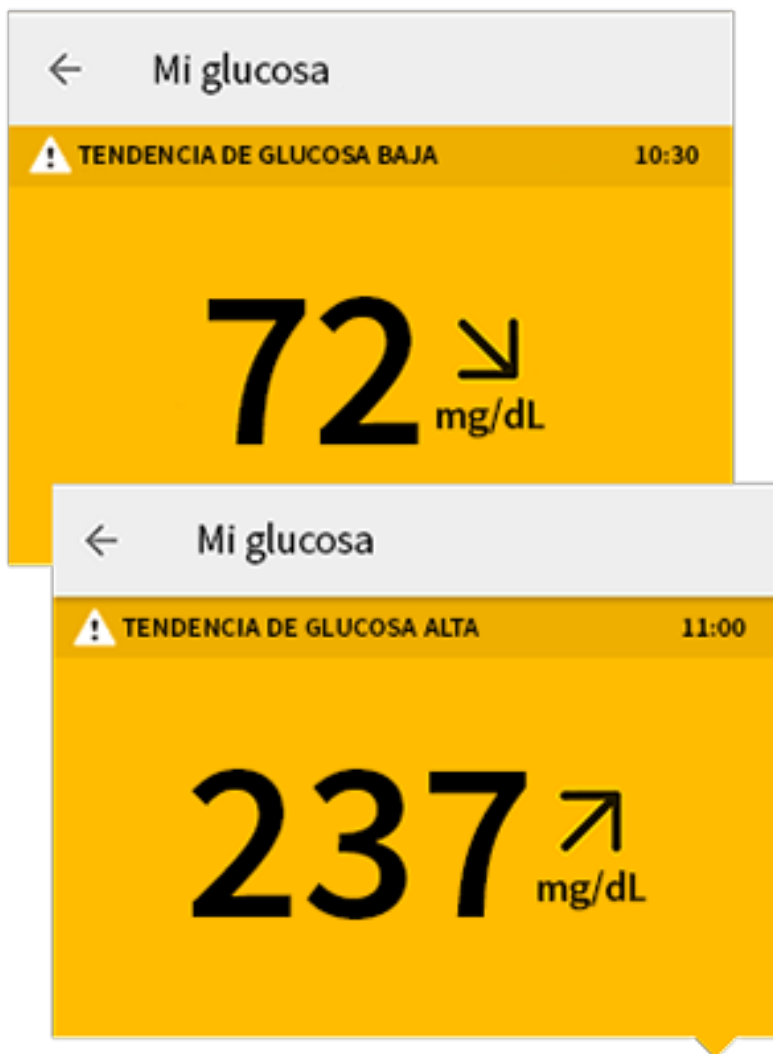 Mi glucosa
TENDENCIA DE GLUCOSA BAJA 10:30
72 mg/dL
Mi glucosa
TENDENCIA DE GLUCOSA ALTA 11:00
237 mg/dL